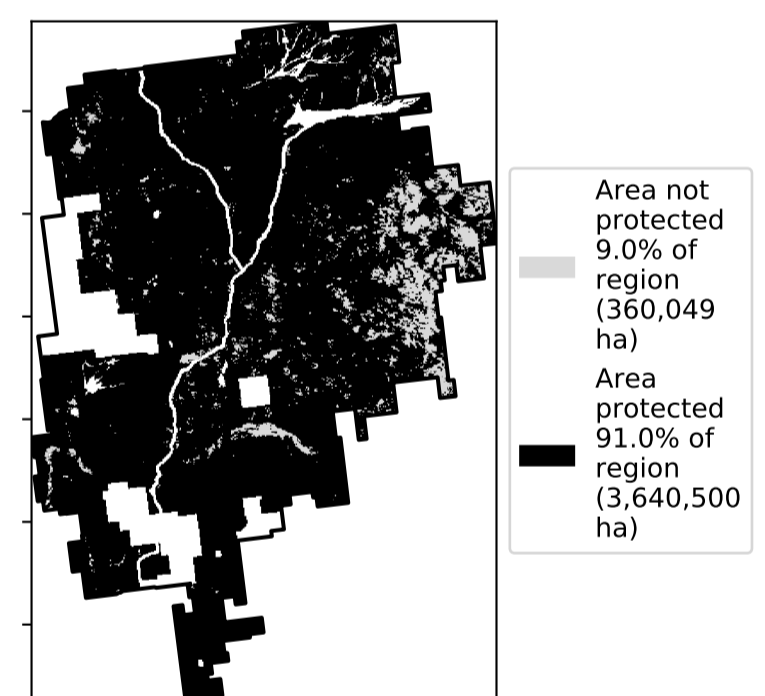 Area not
protected
9.0% of
region
(360,049
ha)
Area
protected
91.0% of
region
(3,640,500
ha)